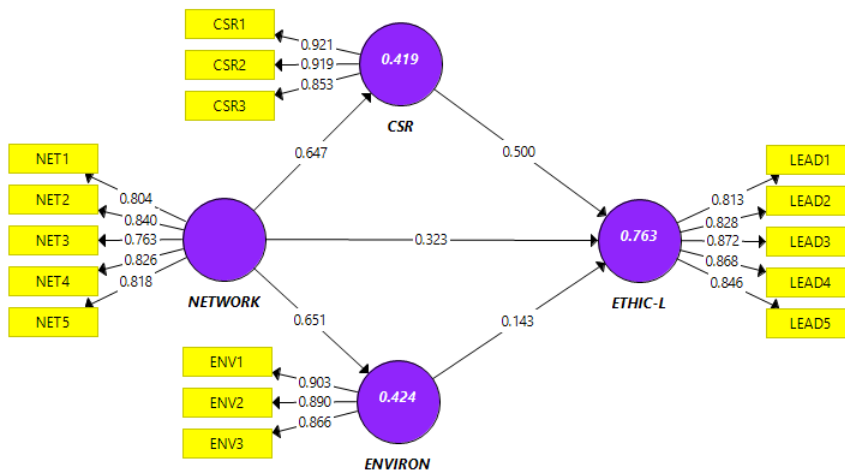 CSR1
CSR2
CSR3
0.921
0.919
0.853
0.419
CSR
0.647
0.500
NET1
NET2
NET3
NET4
NET5
0.804
0.840
0.763
0.826
0.818
NETWORK
0.323
0.763
ETHIC-L
0.813
0.828
0.872
0.868
0.846
LEAD1
LEAD2
LEAD3
LEAD4
LEAD5
0.651
0.143
ENV1
ENV2
ENV3
0.903
0.890
0.866
0.424
ENVIRON